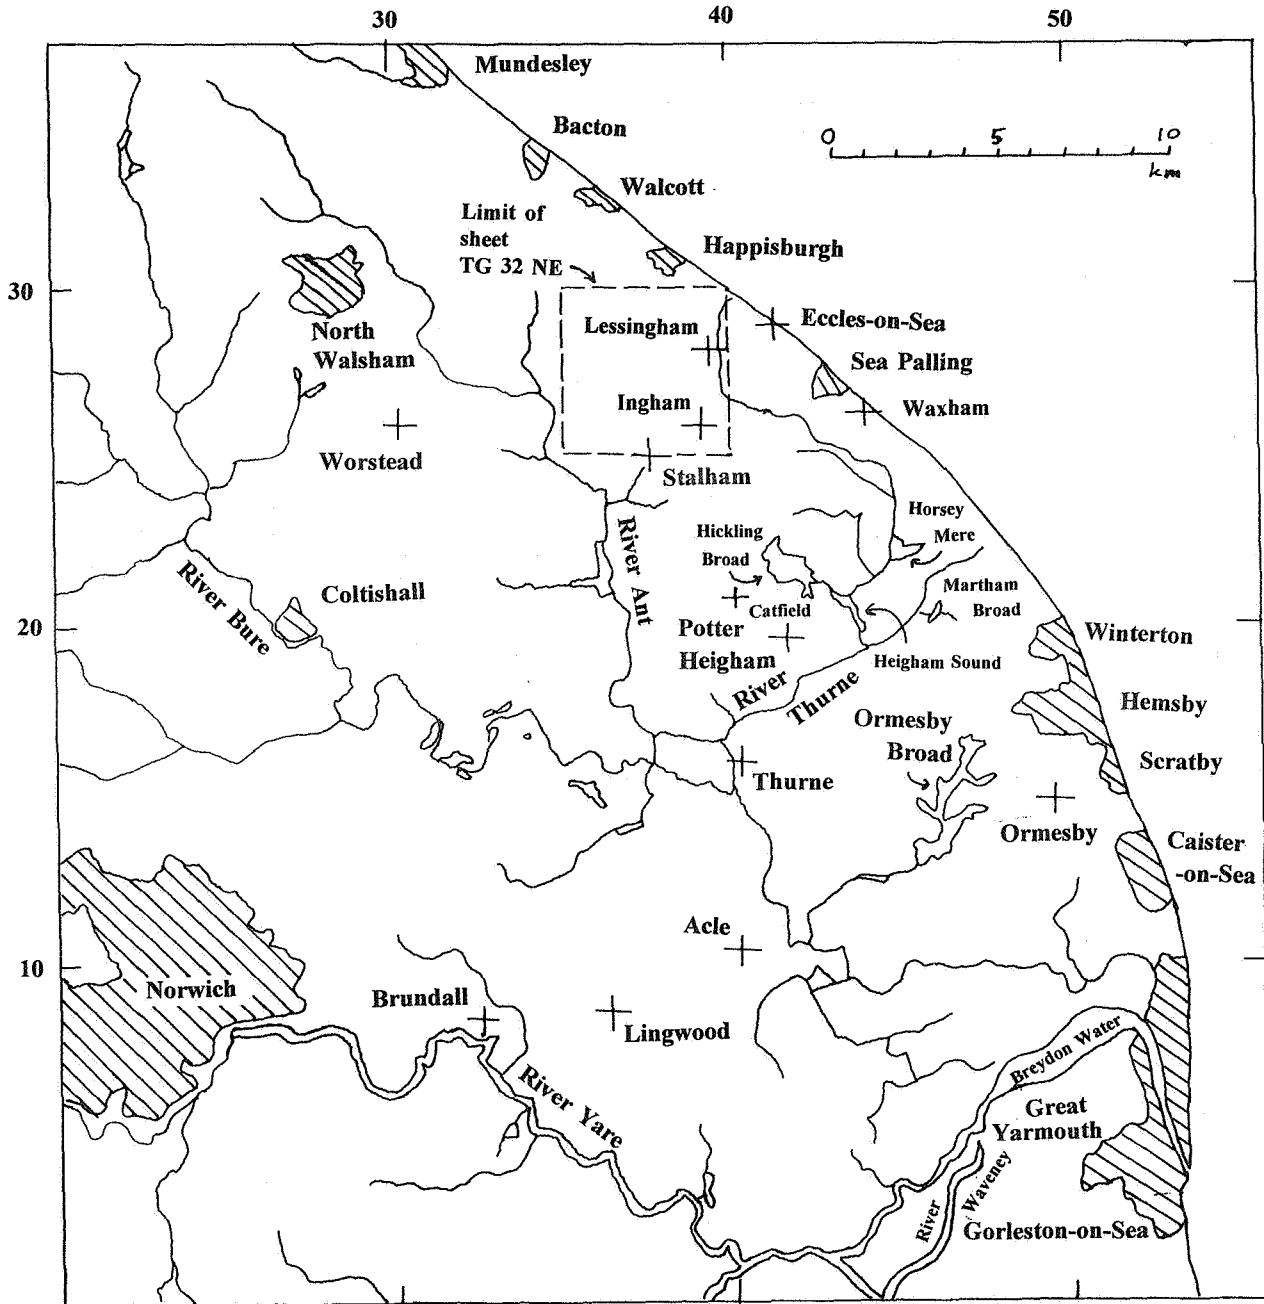 30
40
50
Mundesley
Bacton
0
5
10
km
Walcott
Limit of
sheet
TG 32 NE
Happisburgh
30
Lessingham
Eccles-on-Sea
North
Walsham
Sea Palling
Ingham
Waxham
Worstead
Stalham
Horsey
Mere
Hickling
Broad
River Ant
River Bure
Coltishall
Martham
Broad
Catfield
20
Potter
Heigham
Winterton
Heigham Sound
River
Thurne
Hemsby
Ormesby
Broad
Scratby
Thurne
Ormesby
Caister
-on-Sea
Acle
10
Norwich
Brundall
Lingwood
Breydon Water
River Yare
Great
Yarmouth
River
Waveney
Gorleston-on-Sea